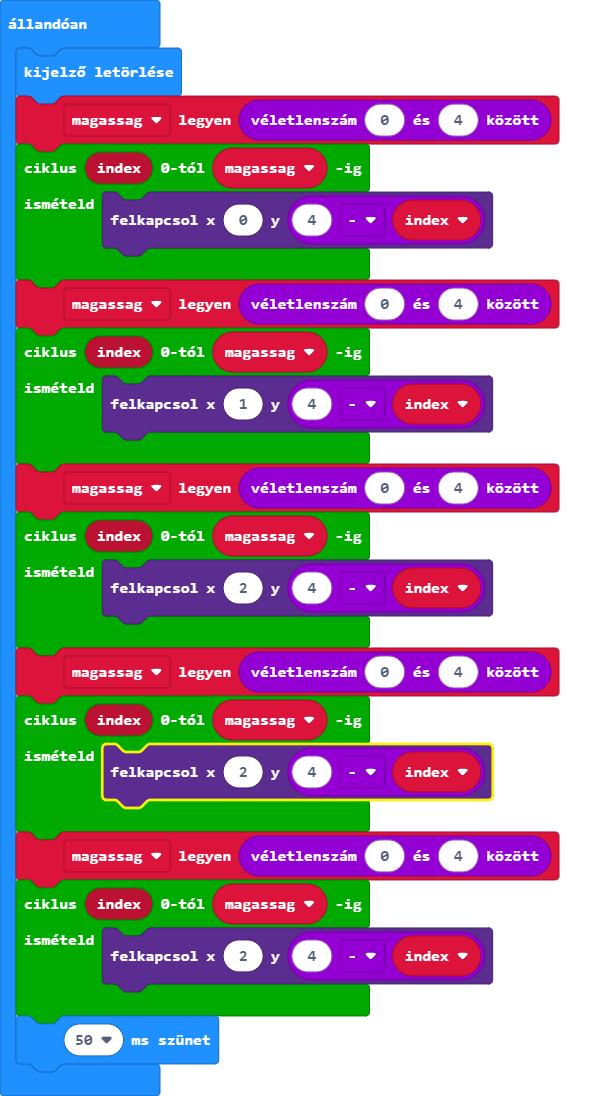 állandóan
kijelző letörlése
magassag legyen véletlenszám 0 és 4 között
ciklus index 0-tól magassag -ig
ismételd felkapcsol x 0 y 4 - index
magassag legyen véletlenszám 0 és 4 között
ciklus index 0-tól magassag -ig
ismételd felkapcsol x 1 y 4 - index
magassag legyen véletlenszám 0 és 4 között
ciklus index 0-tól magassag -ig
ismételd felkapcsol x 2 y 4 - index
magassag legyen véletlenszám 0 és 4 között
ciklus index 0-tól magassag -ig
ismételd felkapcsol x 2 y 4 - index
magassag legyen véletlenszám 0 és 4 között
ciklus index 0-tól magassag -ig
ismételd felkapcsol x 2 y 4 - index
50 ms szünet